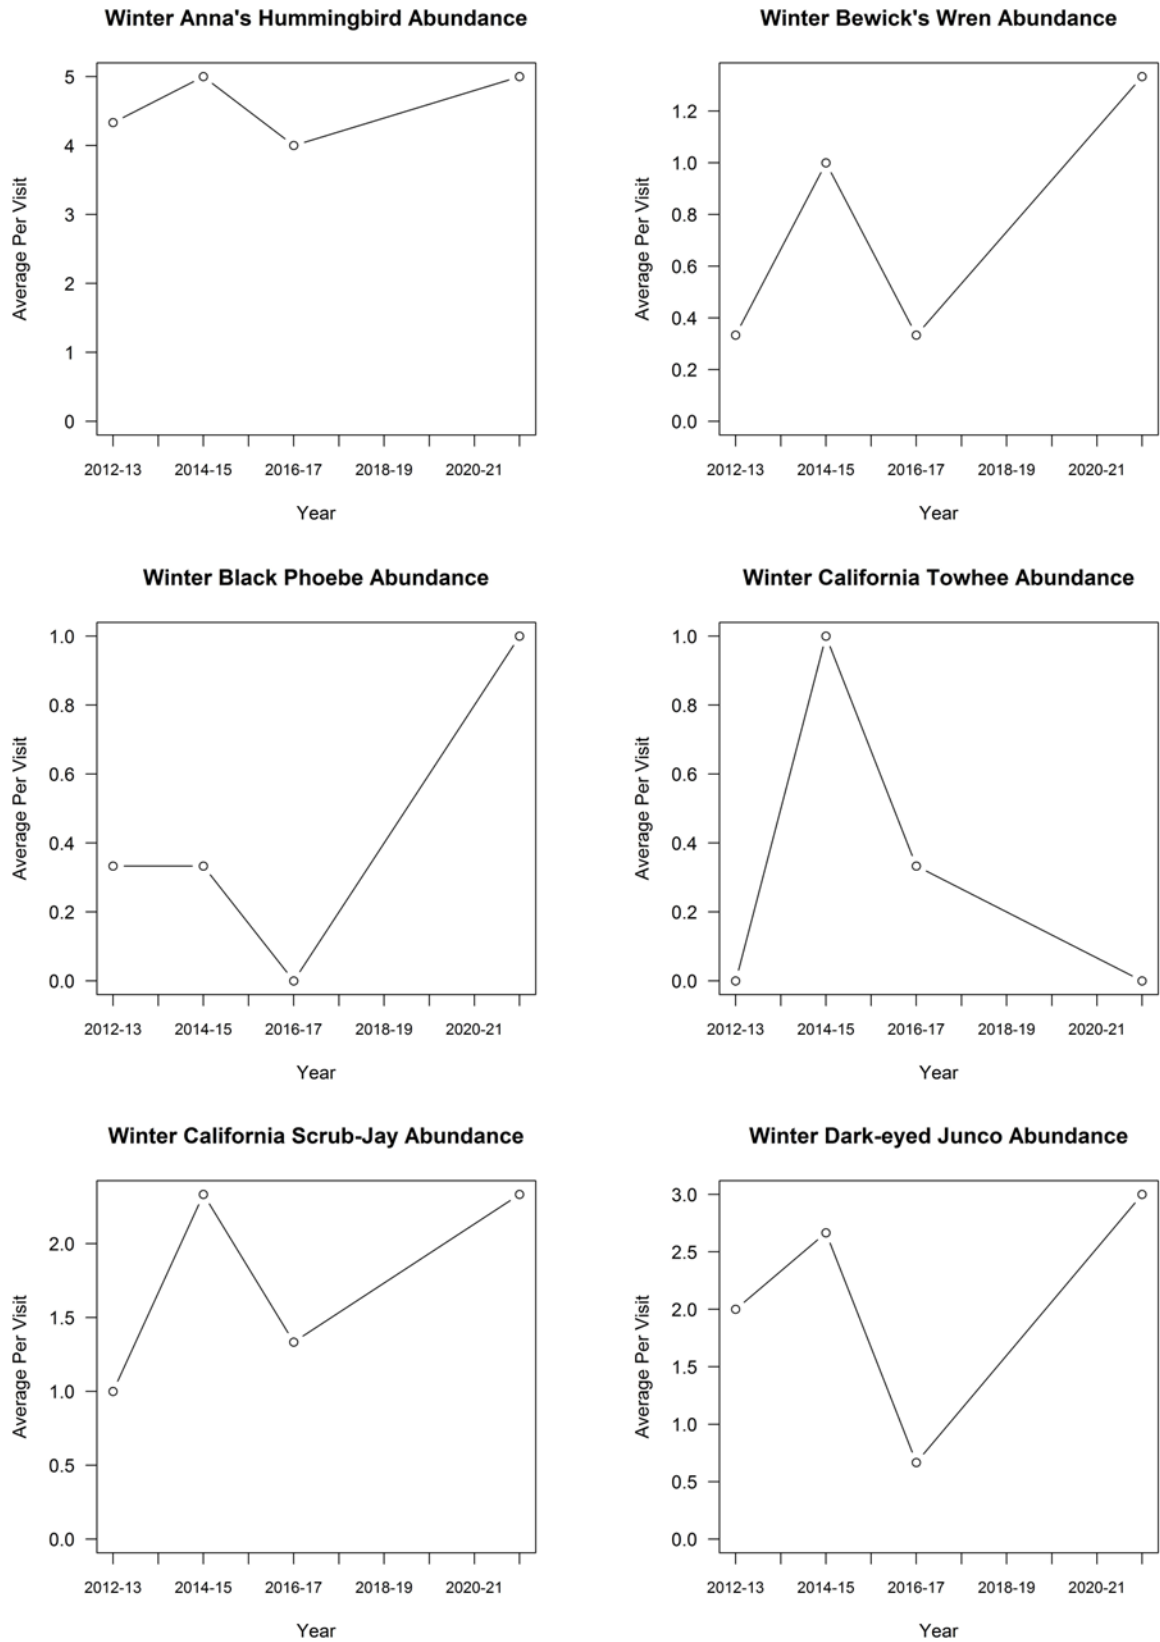 Winter Anna's Hummingbird Abundance
Average Per Visit
5
4
3
2
1
0
2012-13 2014-15 2016-17 2018-19 2020-21
Year
Winter Bewick's Wren Abundance
Average Per Visit
1.2
1.0
0.8
0.6
0.4
0.2
0.0
2012-13 2014-15 2016-17 2018-19 2020-21
Year
Winter Black Phoebe Abundance
Average Per Visit
1.0
0.8
0.6
0.4
0.2
0.0
2012-13 2014-15 2016-17 2018-19 2020-21
Year
Winter California Towhee Abundance
Average Per Visit
1.0
0.8
0.6
0.4
0.2
0.0
2012-13 2014-15 2016-17 2018-19 2020-21
Year
Winter California Scrub-Jay Abundance
Average Per Visit
2.0
1.5
1.0
0.5
0.0
2012-13 2014-15 2016-17 2018-19 2020-21
Year
Winter Dark-eyed Junco Abundance
Average Per Visit
3.0
2.5
2.0
1.5
1.0
0.5
0.0
2012-13 2014-15 2016-17 2018-19 2020-21
Year